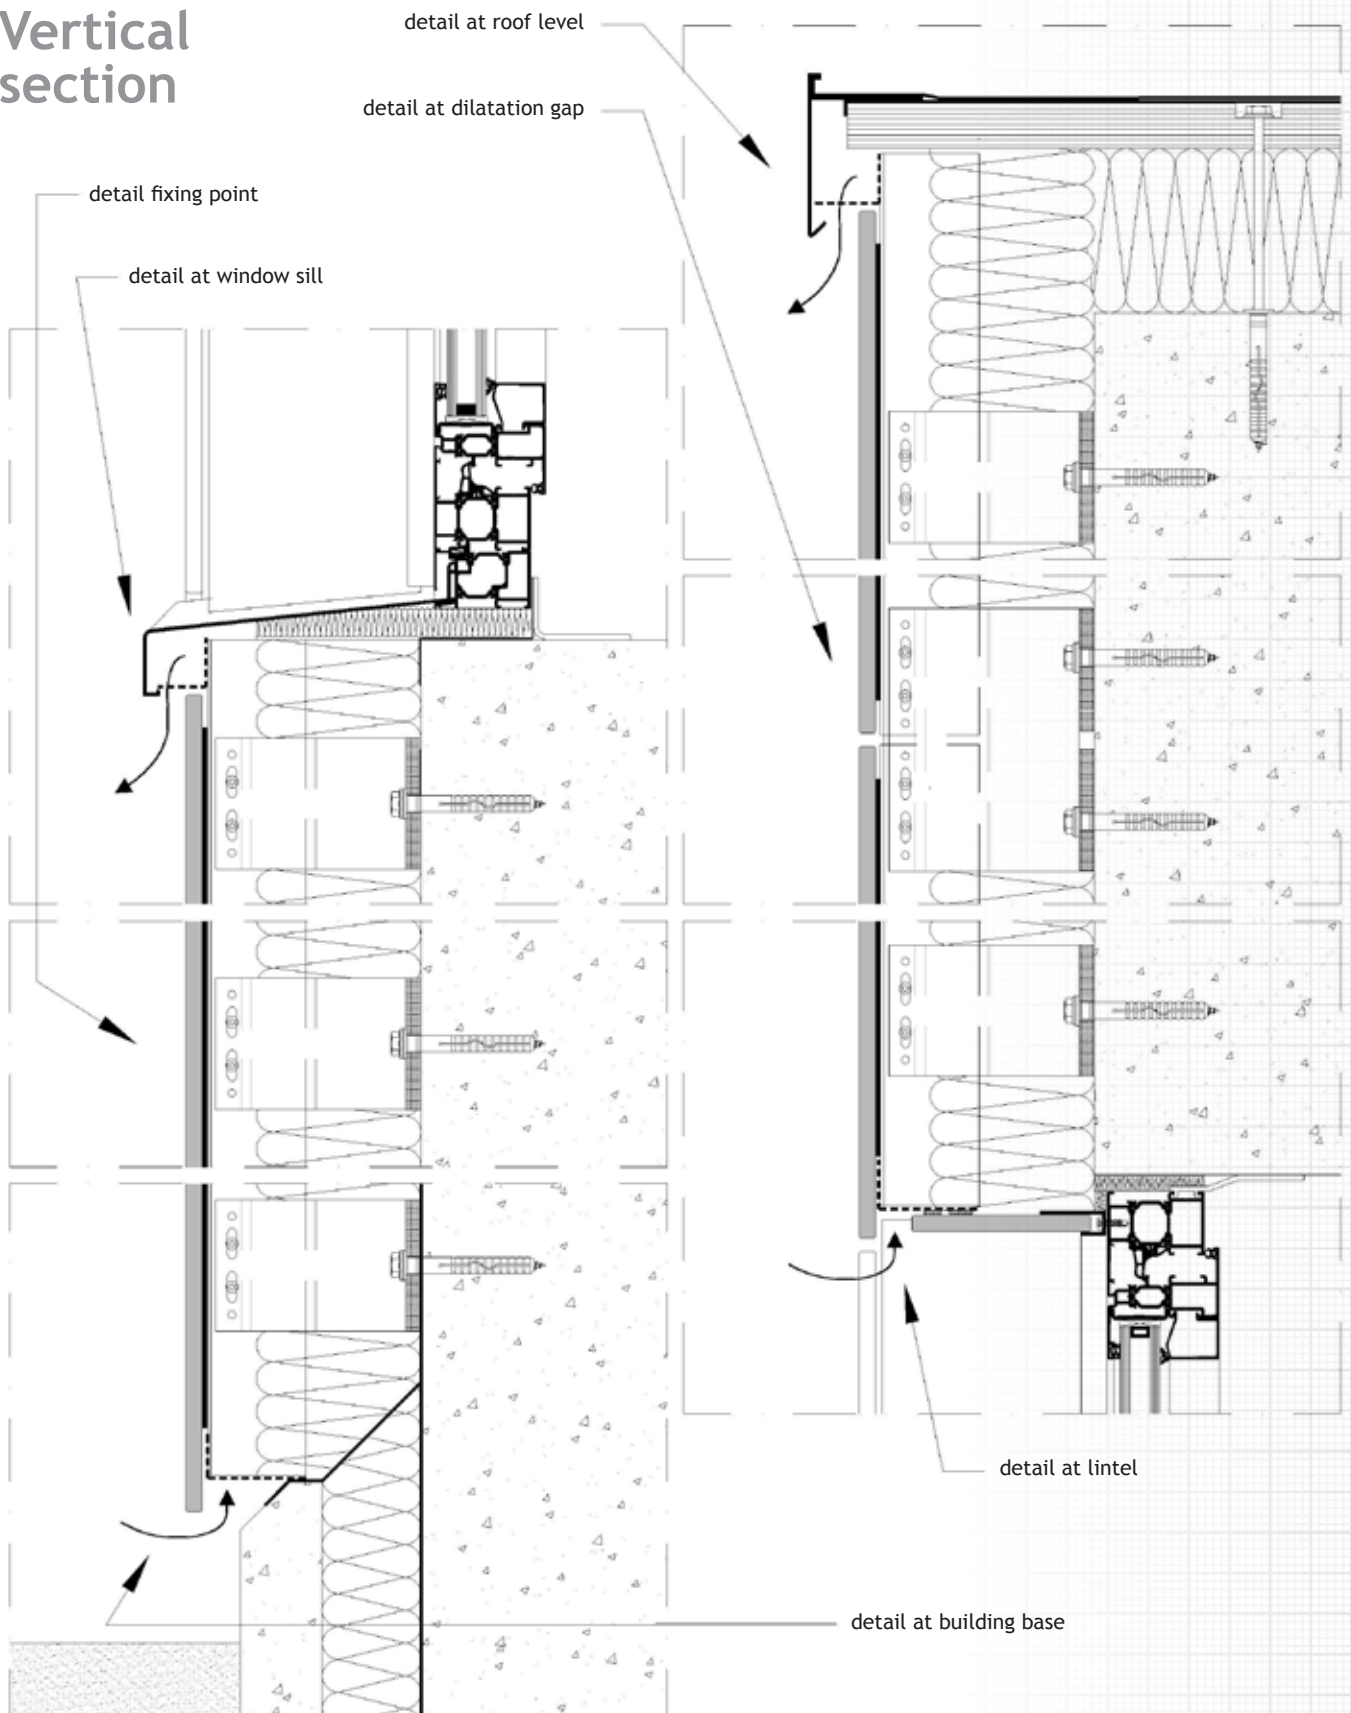 Vertical
section
detail at roof level
detail at dilatation gap
detail fixing point
detail at window sill
detail at lintel
detail at building base